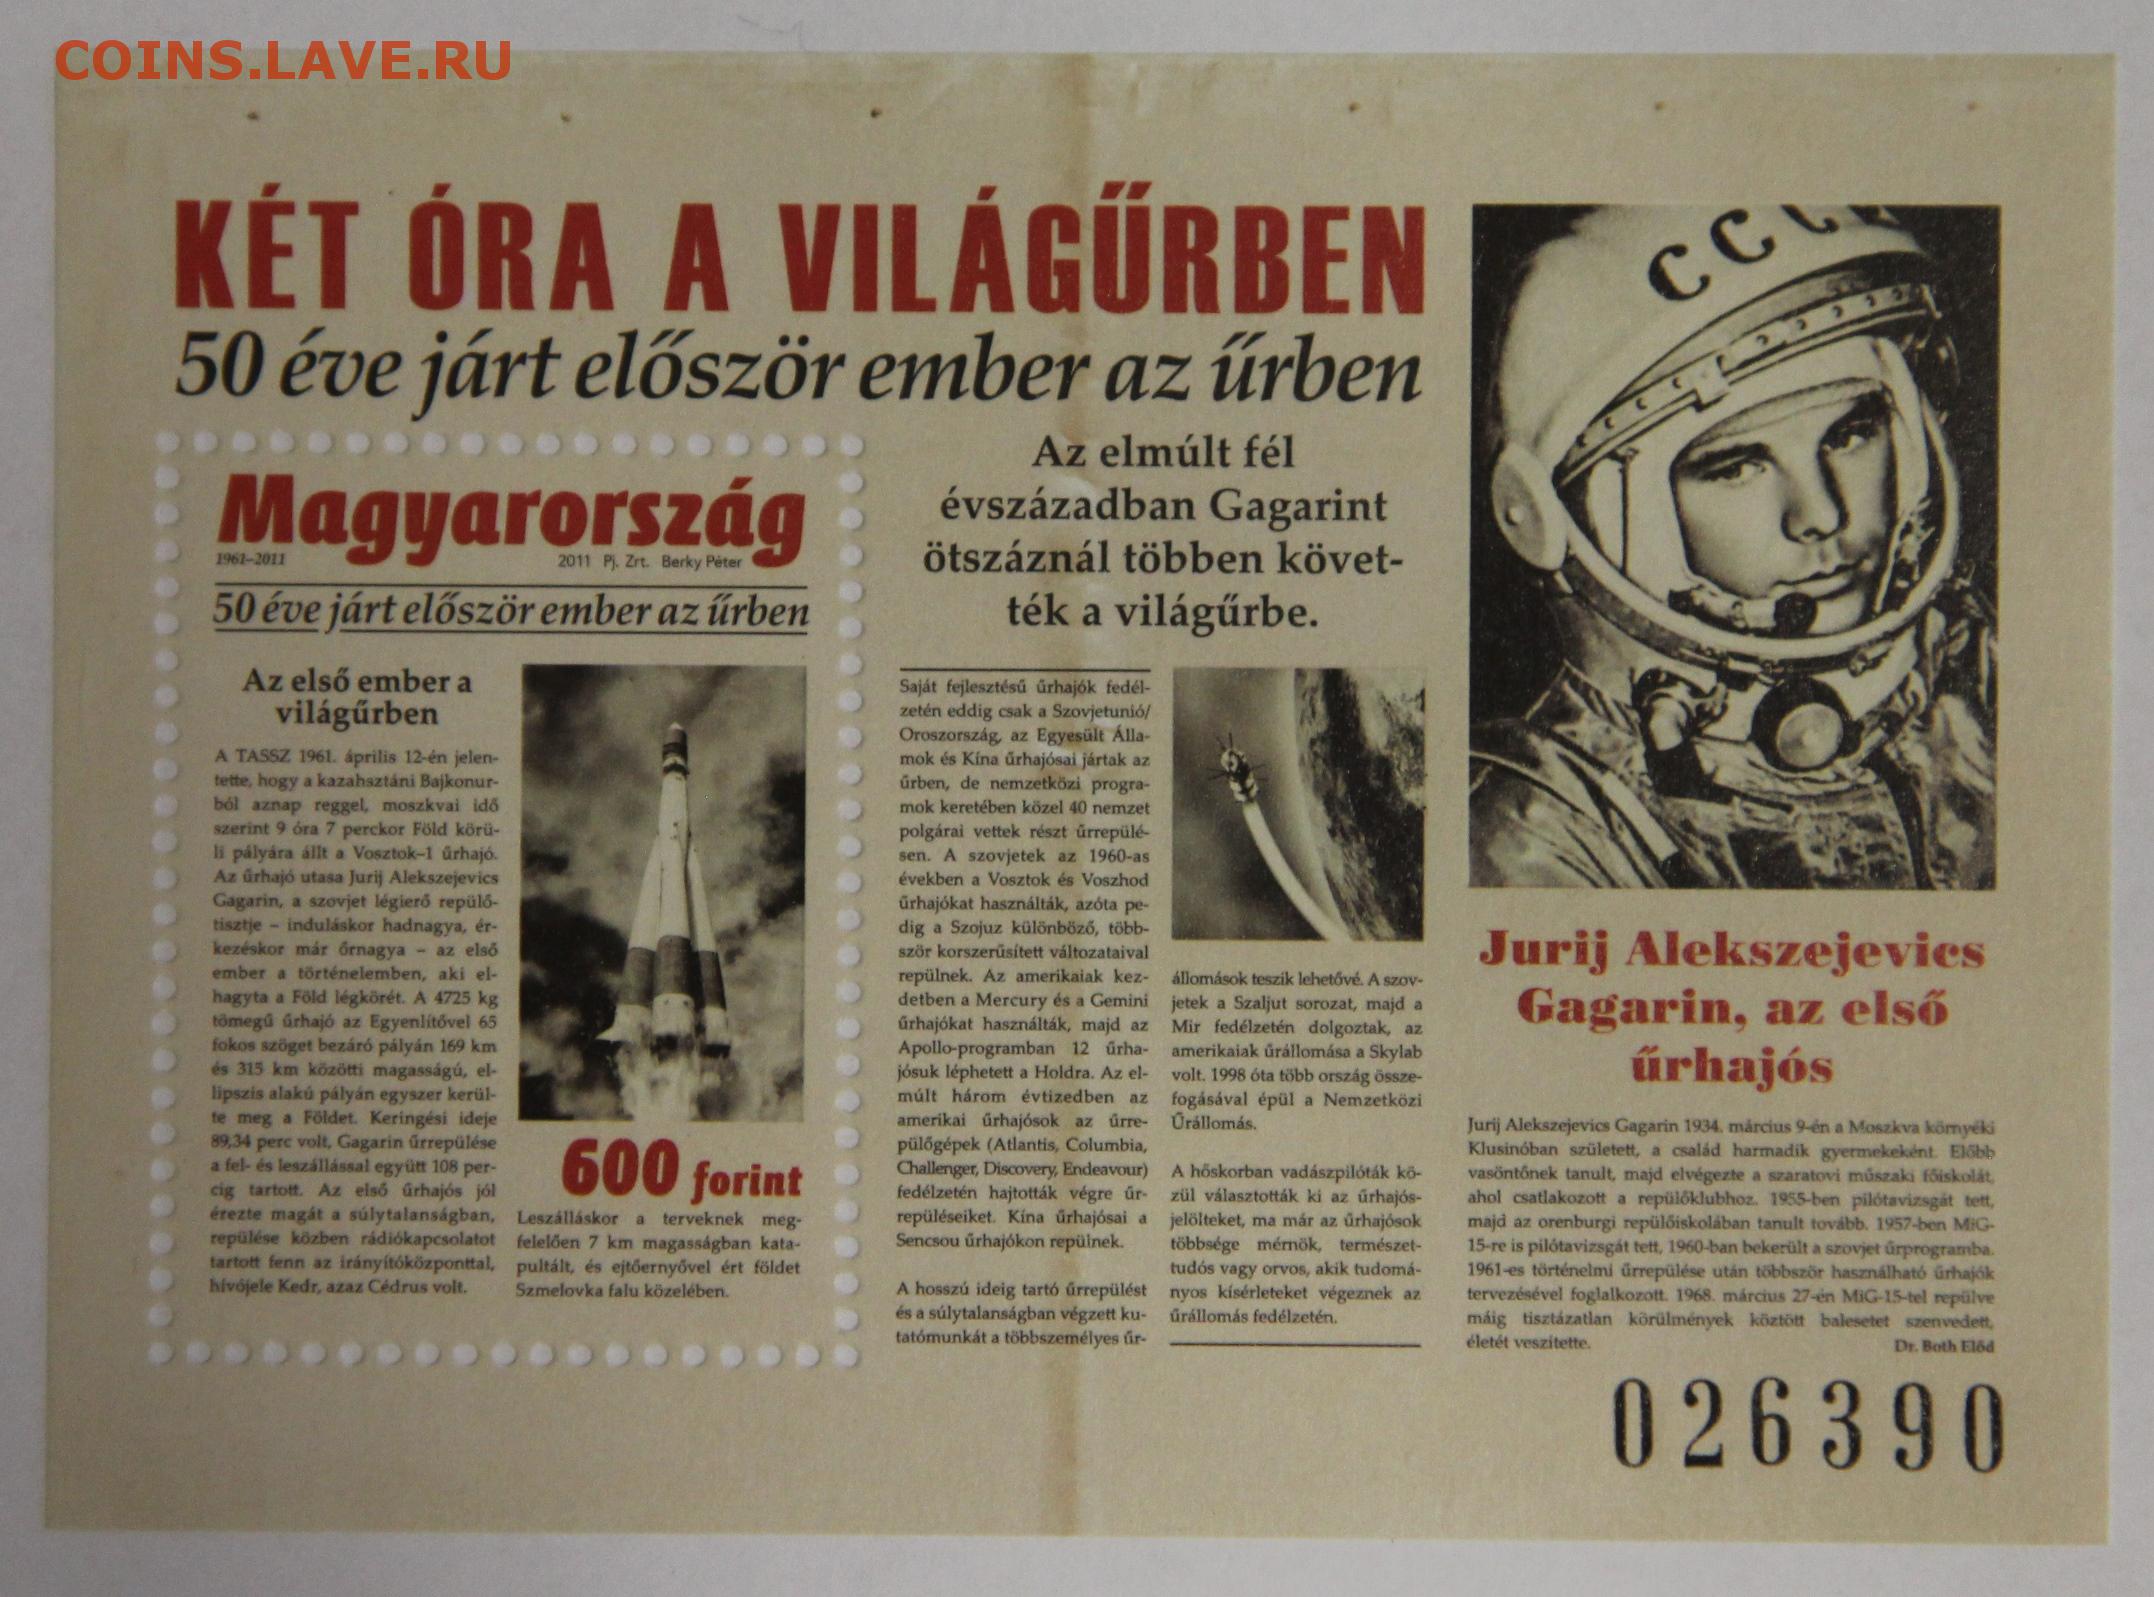 COINS.LAVE.RU
KÉT ÓRA A VILÁGŰRBEN
50 éve járt először ember az űrben
Magyarország
1961–2011
2011 Pj. Zrt. Berky Péter
50 éve járt először ember az űrben
Az első ember a
világűrben
A TASSZ 1961. április 12-én jelen-
tette, hogy a kazahsztáni Bajkonur-
ból aznap reggel, moszkvai idő
szerint 9 óra 7 perckor Föld körü-
li pályára állt a Vosztok–1 űrhajó.
Az űrhajó utasa Jurij Alekszejevics
Gagarin, a szovjet légierő repülő-
tisztje – induláskor hadnagya, ér-
kezéskor már őrnagya – az első
ember a történelemben, aki el-
hagyta a Föld légkörét. A 4725 kg
tömegű űrhajó az Egyenlítővel 65
fokos szöget bezáró pályán 169 km
és 315 km közötti magasságú, el-
lipszis alakú pályán egyszer kerül-
te meg a Földet. Keringési ideje
89,34 perc volt, Gagarin űrrepülése
a fel- és leszállással együtt 108 per-
cig tartott. Az első űrhajós jól
érezte magát a súlytalanságban,
repülése közben rádiókapcsolatot
tartott fenn az irányítóközponttal,
hívójele Kedr, azaz Cédrus volt.
600 forint
Leszálláskor a terveknek meg-
felelően 7 km magasságban kata-
pultált, és ejtőernyővel ért földet
Szmelovka falu közelében.
Az elmúlt fél
évszázadban Gagarint
ötszáznál többen követ-
ték a világűrbe.
Saját fejlesztésű űrhajók fedél-
zetén eddig csak a Szovjetunió/
Oroszország, az Egyesült Álla-
mok és Kína űrhajósai jártak az
űrben, de nemzetközi progra-
mok keretében közel 40 nemzet
polgárai vettek részt űrrepülé-
sen. A szovjetek az 1960-as
években a Vosztok és Voszhod
űrhajókat használták, azóta pe-
dig a Szojuz különböző, több-
ször korszerűsített változataival
repülnek. Az amerikaiak kez-
detben a Mercury és a Gemini
űrhajókat használták, majd az
Apollo-programban 12 űrha-
jósuk léphetett a Holdra. Az el-
múlt három évtizedben az
amerikai űrhajósok az űrre-
pülőgépek (Atlantis, Columbia,
Challenger, Discovery, Endeavour)
fedélzetén hajtották végre űr-
repüléseiket. Kína űrhajósai a
Sencsou űrhajókon repülnek.
A hosszú ideig tartó űrrepülést
és a súlytalanságban végzett ku-
tatómunkát a többszemélyes űr-
állomások teszik lehetővé. A szov-
jetek a Szaljut sorozat, majd a
Mir fedélzetén dolgoztak, az
amerikaiak űrállomása a Skylab
volt. 1998 óta több ország össze-
fogásával épül a Nemzetközi
Űrállomás.
A hőskorban vadászpilóták kö-
zül választották ki az űrhajós-
jelölteket, ma már az űrhajósok
többsége mérnök, természet-
tudós vagy orvos, akik tudomá-
nyos kísérleteket végeznek az
űrállomás fedélzetén.
CCC
Jurij Alekszejevics
Gagarin, az első
űrhajós
Jurij Alekszejevics Gagarin 1934. március 9-én a Moszkva környéki
Klusinóban született, a család harmadik gyermekeként. Előbb
vasöntőnek tanult, majd elvégezte a szaratovi műszaki főiskolát,
ahol csatlakozott a repülőklubhoz. 1955-ben pilótavizsgát tett,
majd az orenburgi repülőiskolában tanult tovább. 1957-ben MiG-
15-re is pilótavizsgát tett, 1960-ban bekerült a szovjet űrprogramba.
1961-es történelmi űrrepülése után többször használható űrhajók
tervezésével foglalkozott. 1968. március 27-én MiG-15-tel repülve
máig tisztázatlan körülmények között balesetet szenvedett,
életét veszítette.
Dr. Both Előd
026390